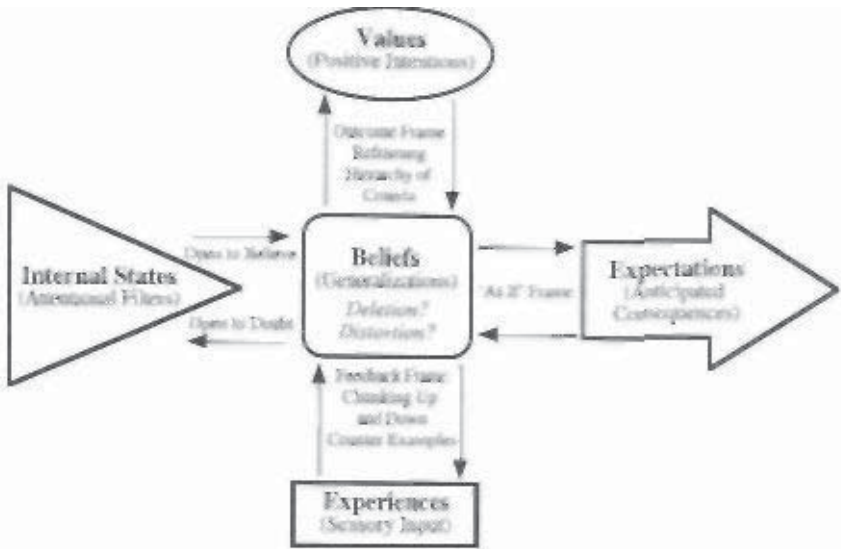 Values
(Positive Intentions)
Outcome Frame
Reframing
Hierarchy of
Criteria
Open to Believe
Internal States
(Attentional Filters)
Open to Doubt
Beliefs
(Generalizations)
Deletion?
Distortion?
"As If" Frame
Expectations
(Anticipated
Consequences)
Feedback Frame
Chunking Up
and Down
Counter Examples
Experiences
(Sensory Input)